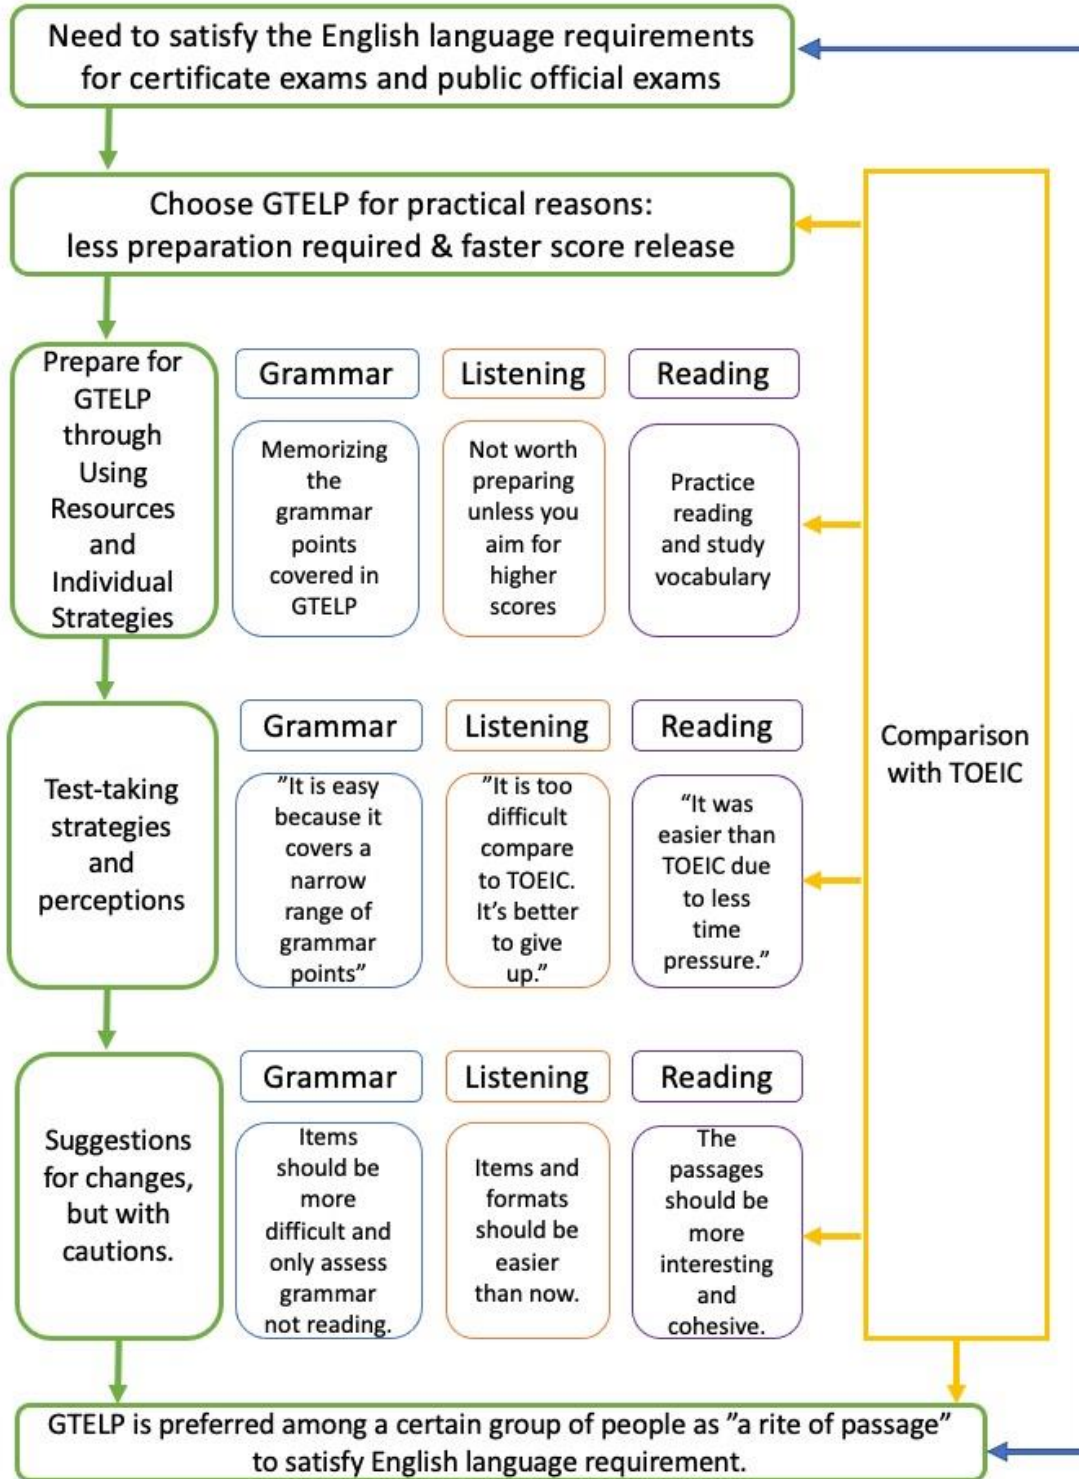 Need to satisfy the English language requirements
for certificate exams and public official exams
Choose GTELP for practical reasons:
less preparation required & faster score release
Prepare for
GTELP
through
Using
Resources
and
Individual
Strategies
Grammar
Memorizing
the
grammar
points
covered in
GTELP
Listening
Not worth
preparing
unless you
aim for
higher
scores
Reading
Practice
reading
and study
vocabulary
Test-taking
strategies
and
perceptions
Grammar
”It is easy
because it
covers a
narrow
range of
grammar
points”
Listening
”It is too
difficult
compare
to TOEIC.
It’s better
to give
up.”
Reading
“It was
easier than
TOEIC due
to less
time
pressure.”
Suggestions
for changes,
but with
cautions.
Grammar
Items
should be
more
difficult and
only assess
grammar
not reading.
Listening
Items and
formats
should be
easier
than now.
Reading
The
passages
should be
more
interesting
and
cohesive.
Comparison
with TOEIC
GTELP is preferred among a certain group of people as ”a rite of passage”
to satisfy English language requirement.